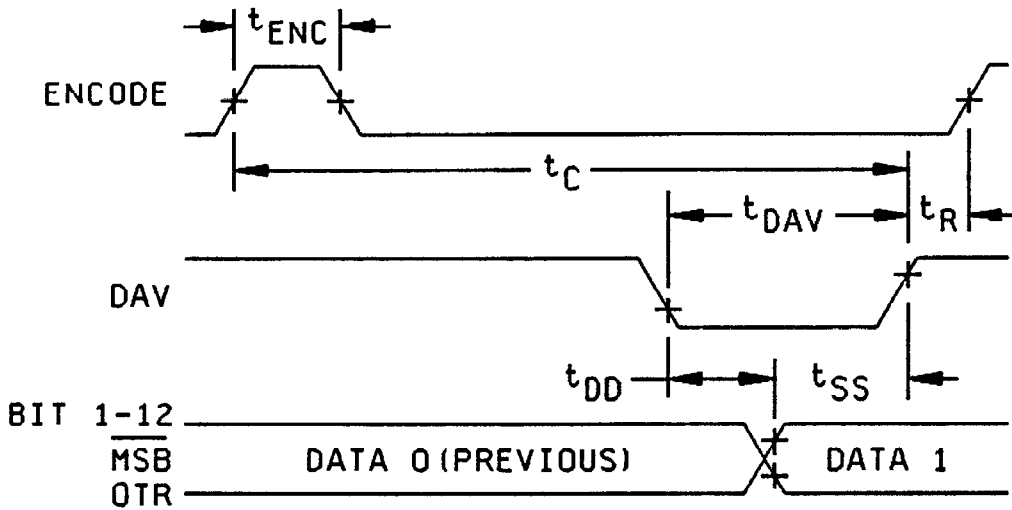 tENC
ENCODE
tC
tDAV
tR
DAV
tDD
tSS
BIT 1-12
MSB
OTR
DATA 0(PREVIOUS)
DATA 1